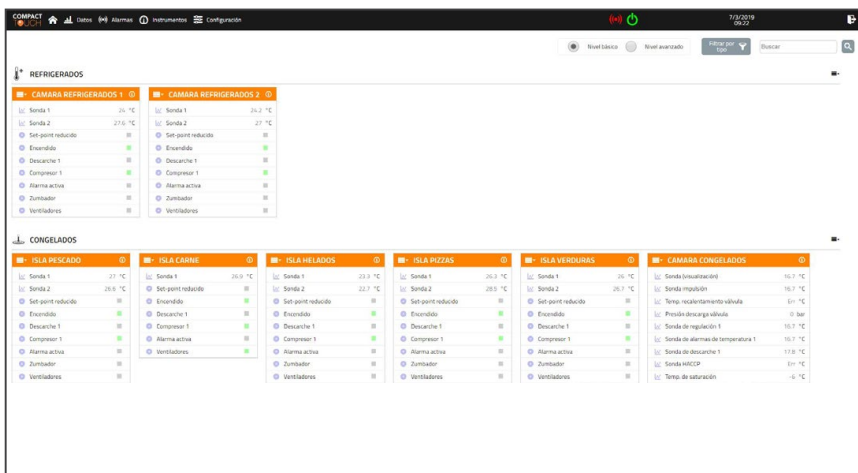 COMPACT TOUCH Datos Alarmas Instrumentos Configuración 7/3/2019
09:22
Nivel básico Nivel avanzado Filtrar por tipo Buscar
REFRIGERADOS
CAMARA REFRIGERADOS 1
Sonda 1 24 °C
Sonda 2 27.6 °C
Set-point reducido
Encendido
Descarche 1
Compresor 1
Alarma activa
Zumbador
Ventiladores
CAMARA REFRIGERADOS 2
Sonda 1 24.2 °C
Sonda 2 27 °C
Set-point reducido
Encendido
Descarche 1
Compresor 1
Alarma activa
Zumbador
Ventiladores
CONGELADOS
ISLA PESCADO
Sonda 1 27 °C
Sonda 2 26.8 °C
Set-point reducido
Encendido
Descarche 1
Compresor 1
Alarma activa
Zumbador
Ventiladores
ISLA CARNE
Sonda 1 26.9 °C
Set-point reducido
Encendido
Descarche 1
Compresor 1
Alarma activa
Ventiladores
ISLA HELADOS
Sonda 1 23.3 °C
Sonda 2 22.7 °C
Set-point reducido
Encendido
Descarche 1
Compresor 1
Alarma activa
Zumbador
Ventiladores
ISLA PIZZAS
Sonda 1 26.3 °C
Sonda 2 28.9 °C
Set-point reducido
Encendido
Descarche 1
Compresor 1
Alarma activa
Zumbador
Ventiladores
ISLA VERDURAS
Sonda 1 26 °C
Sonda 2 26.7 °C
Set-point reducido
Encendido
Descarche 1
Compresor 1
Alarma activa
Zumbador
Ventiladores
CAMARA CONGELADOS
Sonda (visualización) 16.7 °C
Sonda impulsión 16.7 °C
Temp. recalentamiento válvula Err °C
Presión descarga válvula 0 bar
Sonda de regulación 1 16.7 °C
Sonda de alarmas de temperatura 1 16.7 °C
Sonda de descarche 1 17.8 °C
Sonda HACCP Err °C
Temp. de saturación -6 °C